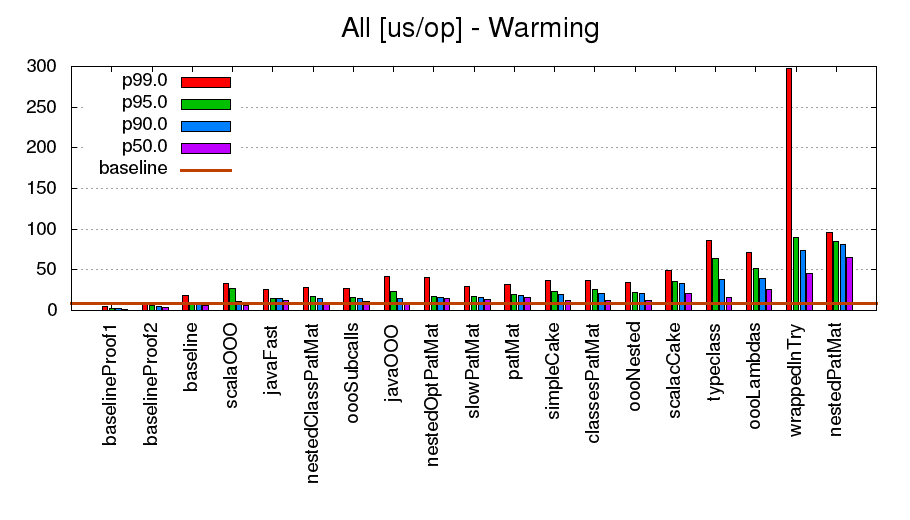 All [us/op] - Warming
300
250
200
150
100
50
0
p99.0
p95.0
p90.0
p50.0
baseline
baselineProof1
baselineProof2
baseline
scalaOOO
javaFast
nestedClassPatMat
oooSubcalls
javaOOO
nestedOptPatMat
slowPatMat
patMat
simpleCake
classesPatMat
oooNested
scalacCake
typeclass
oooLambdas
wrappedInTry
nestedPatMat